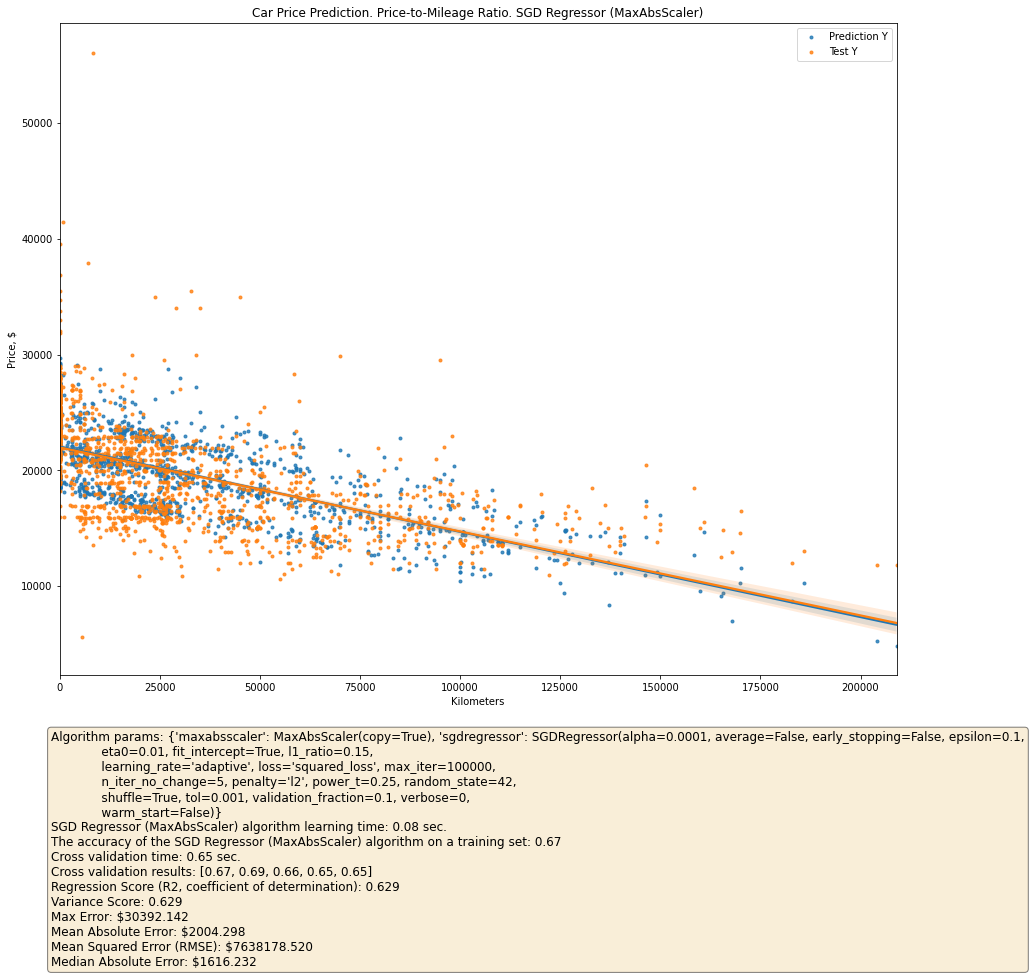 Car Price Prediction. Price-to-Mileage Ratio. SGD Regressor (MaxAbsScaler)
Prediction Y
Test Y
50000
40000
30000
20000
10000
Price, $
0 25000 50000 75000 100000 125000 150000 175000 200000
Kilometers
Algorithm params: {'maxabsscaler': MaxAbsScaler(copy=True), 'sgdregressor': SGDRegressor(alpha=0.0001, average=False, early_stopping=False, epsilon=0.1,
eta0=0.01, fit_intercept=True, l1_ratio=0.15,
learning_rate='adaptive', loss='squared_loss', max_iter=100000,
n_iter_no_change=5, penalty='l2', power_t=0.25, random_state=42,
shuffle=True, tol=0.001, validation_fraction=0.1, verbose=0,
warm_start=False)}
SGD Regressor (MaxAbsScaler) algorithm learning time: 0.08 sec.
The accuracy of the SGD Regressor (MaxAbsScaler) algorithm on a training set: 0.67
Cross validation time: 0.65 sec.
Cross validation results: [0.67, 0.69, 0.66, 0.65, 0.65]
Regression Score (R2, coefficient of determination): 0.629
Variance Score: 0.629
Max Error: $30392.142
Mean Absolute Error: $2004.298
Mean Squared Error (RMSE): $7638178.520
Median Absolute Error: $1616.232